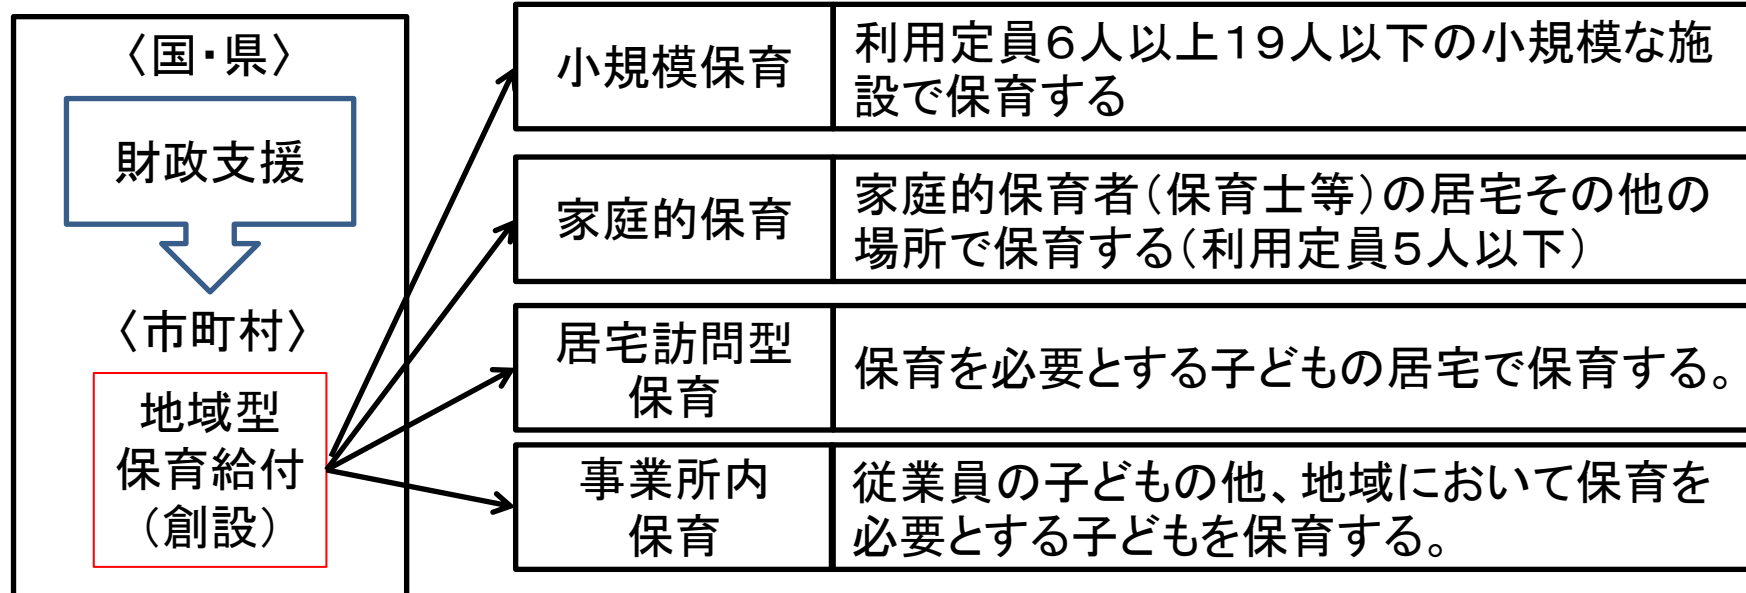 〈国・県〉
財政支援
〈市町村〉
地域型
保育給付
（創設）
小規模保育
利用定員６人以上１９人以下の小規模な施
設で保育する
家庭的保育
家庭的保育者（保育士等）の居宅その他の
場所で保育する（利用定員５人以下）
居宅訪問型
保育
保育を必要とする子どもの居宅で保育する。
事業所内
保育
従業員の子どもの他、地域において保育を
必要とする子どもを保育する。